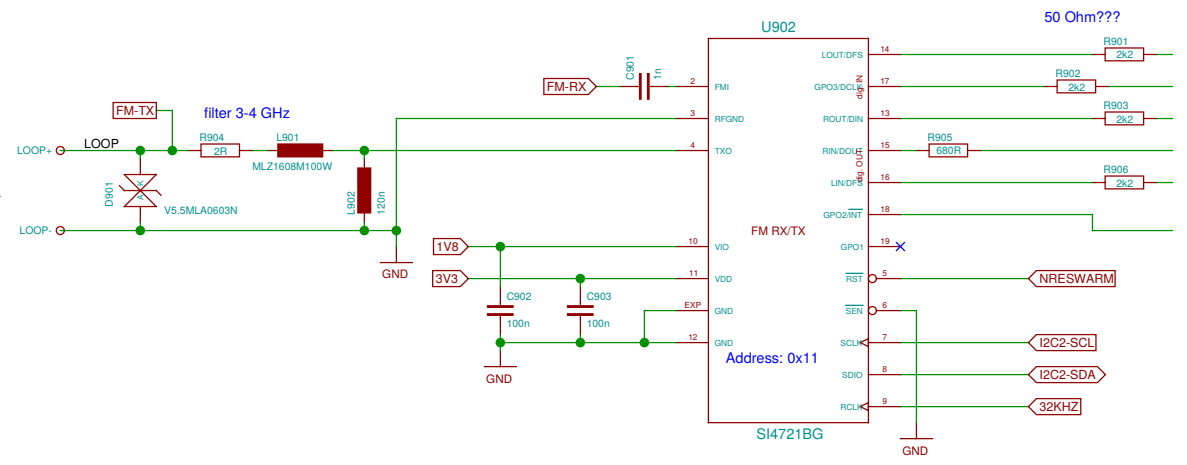 50 Ohm???
U902
R901
2k2
LOUT/DFS
14
C901
1n
FM-RX
2
FMI
GPO3/DCLK
17
dig IN
R902
2k2
FM-TX
filter 3-4 GHz
3
RFGND
ROUT/DIN
13
R903
2k2
LOOP+
LOOP
R904
2R
L901
MLZ1608M100W
4
TXO
RIN/DOUT
15
dig. OUT
R905
680R
D901
A
K
V5.5MLA0603N
L902
120n
LIN/DFS
16
R906
2k2
GPO2/INT
18
LOOP-
FM RX/TX
GND
1V8
10
VIO
GPO1
19
3V3
11
VDD
RST
5
NRESWARM
C902
100n
C903
100n
EXP
GND
SEN
6
12
GND
SCLK
7
I2C2-SCL
Address: 0x11
GND
SDIO
8
I2C2-SDA
RCLK
9
32KHZ
SI4721BG
GND